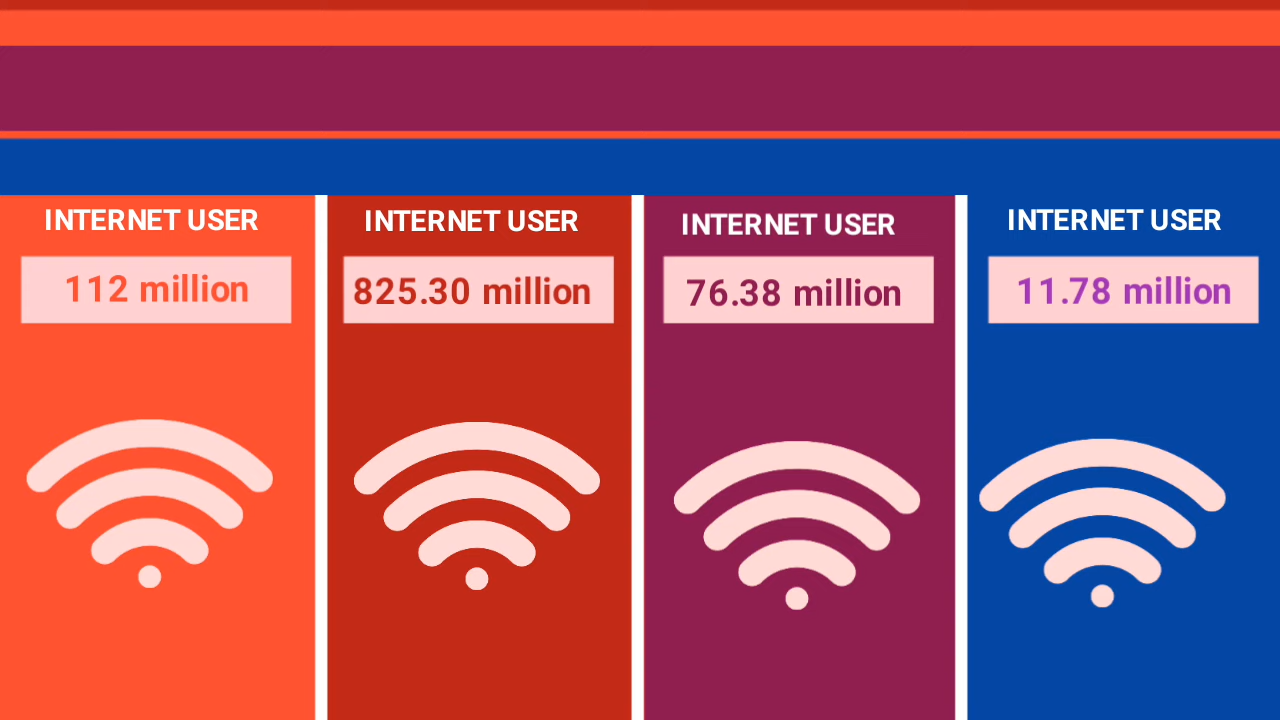 INTERNET USER
112 million
INTERNET USER
825.30 million
INTERNET USER
76.38 million
INTERNET USER
11.78 million